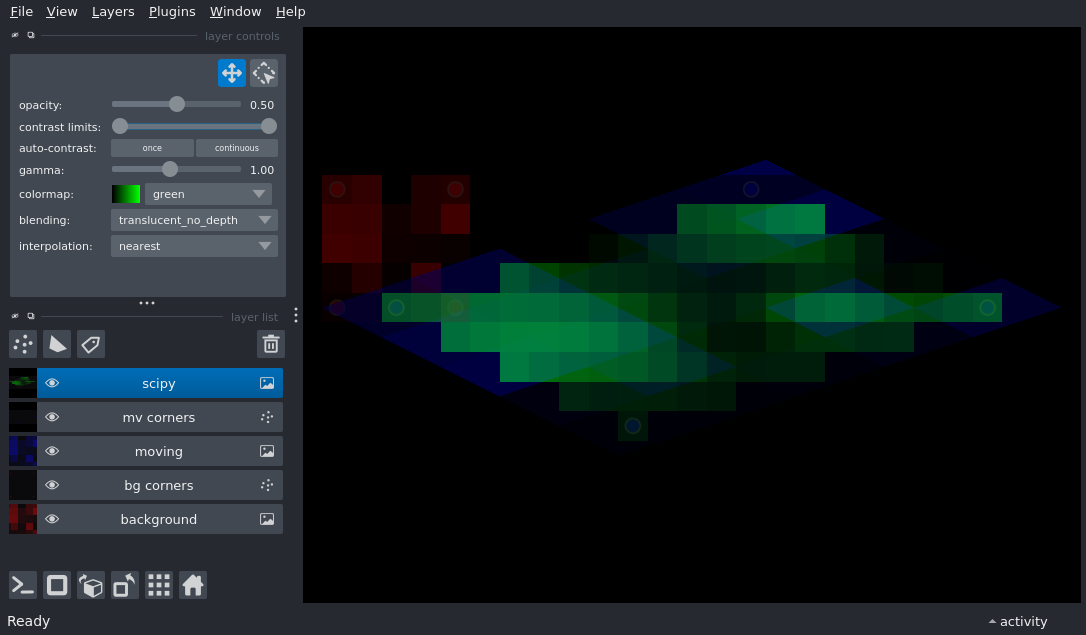 File View Layers Plugins Window Help
layer controls
opacity: 0.50
contrast limits:
auto-contrast: once continuous
gamma: 1.00
colormap: green
blending: translucent_no_depth
interpolation: nearest
layer list
scipy
mv corners
moving
bg corners
background
Ready
activity